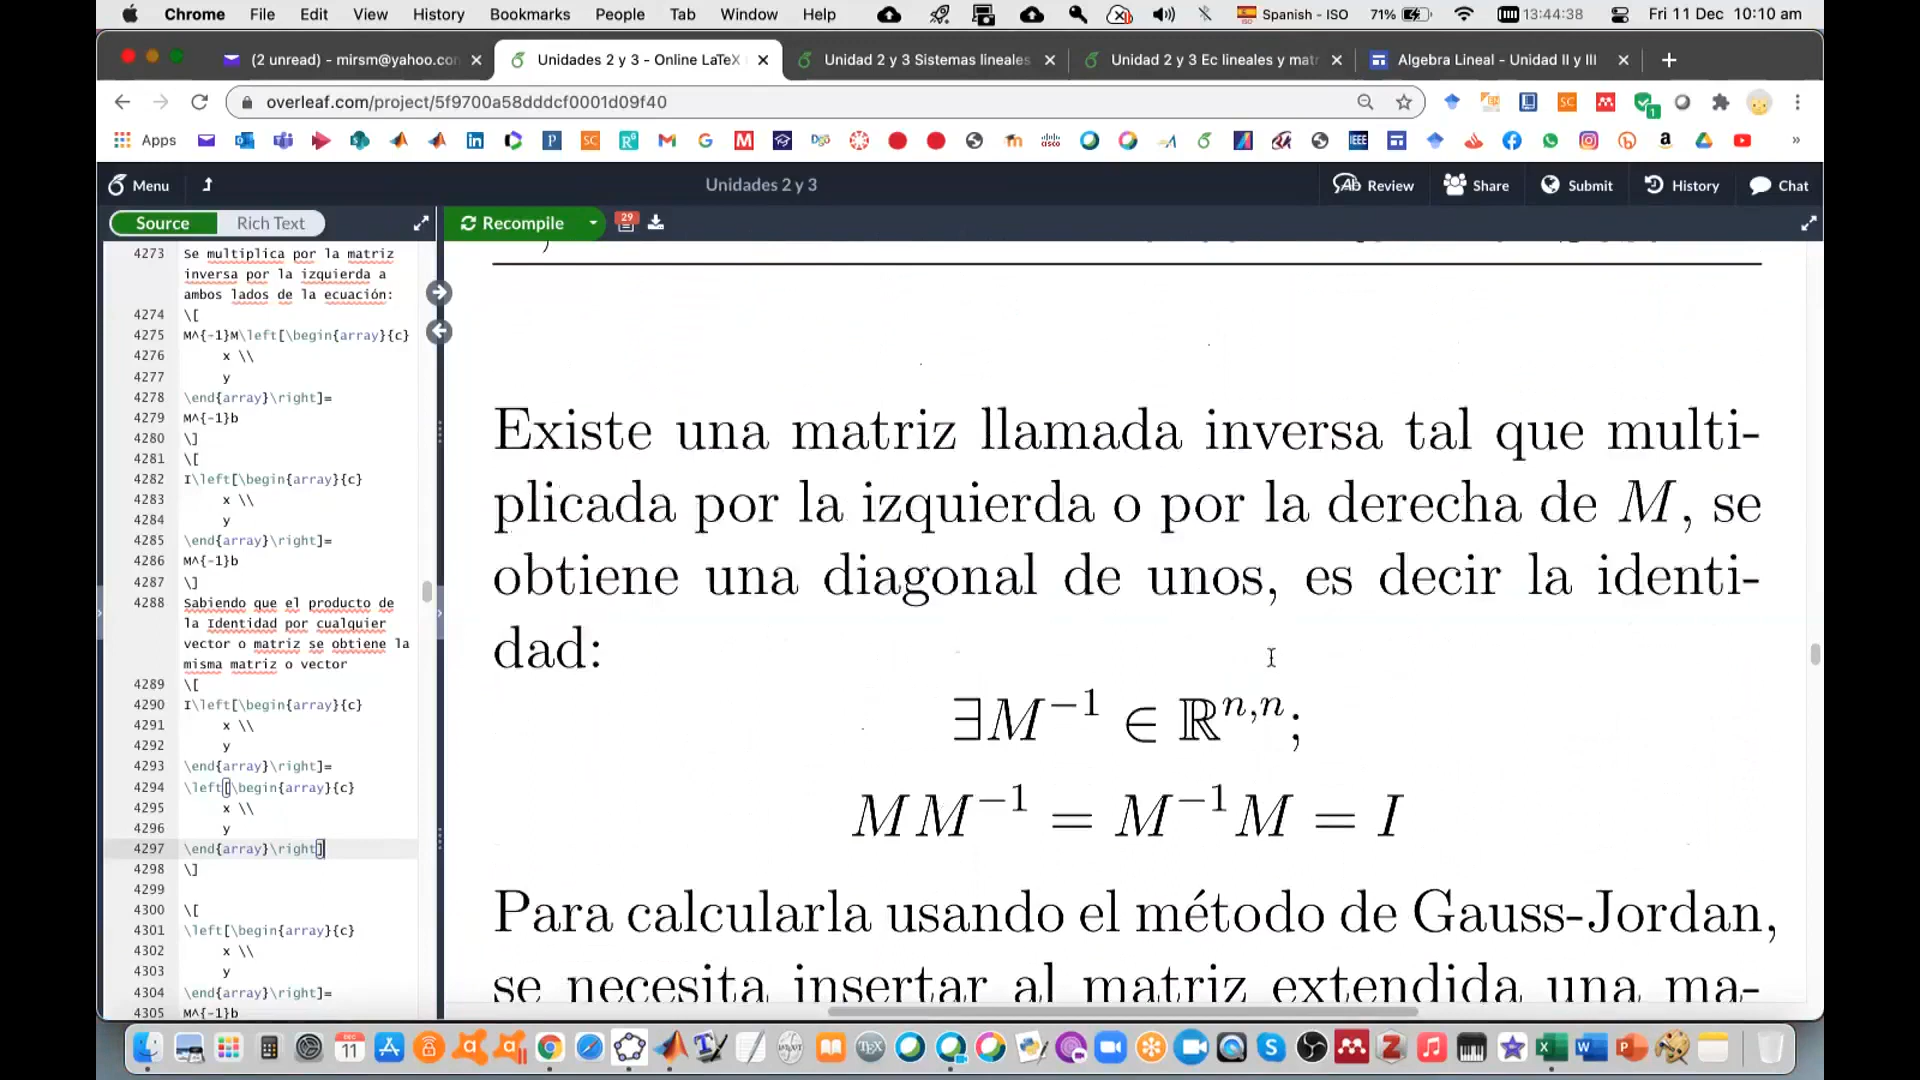 Chrome File Edit View History Bookmarks People Tab Window Help Spanish - ISO 71% 13:44:38 Fri 11 Dec 10:10 am
(2 unread) - mirsm@yahoo.co Unidades 2 y 3 - Online LaTeX Unidad 2 y 3 Sistemas lineales Unidad 2 y 3 Ec lineales y matr Algebra Lineal - Unidad II y III
overleaf.com/project/5f9700a58dddcf0001d09f40
Apps
Menu Unidades 2 y 3 Review Share Submit History Chat
Source Rich Text Recompile 29
4273 Se multiplica por la matriz
inversa por la izquierda a
ambos lados de la ecuación:
4274 \[
4275 M^{-1}M\left[\begin{array}{c}
4276 x \\
4277 y
4278 \end{array}\right]=
4279 M^{-1}b
4280 \]
4281 \[
4282 I\left[\begin{array}{c}
4283 x \\
4284 y
4285 \end{array}\right]=
4286 M^{-1}b
4287 \]
4288 Sabiendo que el producto de
la Identidad por cualquier
vector o matriz se obtiene la
misma matriz o vector
4289 \[
4290 I\left[\begin{array}{c}
4291 x \\
4292 y
4293 \end{array}\right]=
4294 \left[\begin{array}{c}
4295 x \\
4296 y
4297 \end{array}\right]
4298 \]
4299
4300 \[
4301 \left[\begin{array}{c}
4302 x \\
4303 y
4304 \end{array}\right]=
4305 M^{-1}b
Existe una matriz llamada inversa tal que multi-
plicada por la izquierda o por la derecha de M, se
obtiene una diagonal de unos, es decir la identi-
dad:
∃M⁻¹ ∈ ℝⁿ,ⁿ;
MM⁻¹ = M⁻¹M = I
Para calcularla usando el método de Gauss-Jordan,
se necesita insertar al matriz extendida una ma-